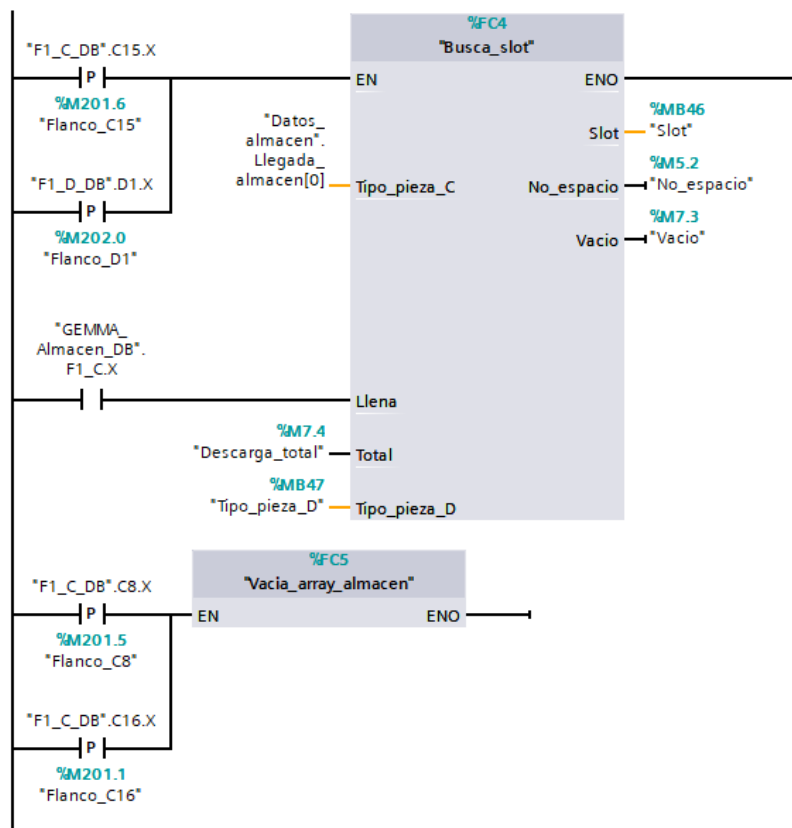 %FC4
"Busca_slot"
"F1_C_DB".C15.X
P
%M201.6
"Flanco_C15"
EN
ENO
%MB46
"Slot"
Slot
"Datos_
almacen".
Llegada_
almacen[0]
Tipo_pieza_C
%M5.2
"No_espacio"
No_espacio
"F1_D_DB".D1.X
P
%M202.0
"Flanco_D1"
%M7.3
"Vacio"
Vacio
"GEMMA_
Almacen_DB".
F1_C.X
Llena
%M7.4
"Descarga_total"
Total
%MB47
"Tipo_pieza_D"
Tipo_pieza_D
%FC5
"Vacia_array_almacen"
"F1_C_DB".C8.X
P
%M201.5
"Flanco_C8"
EN
ENO
"F1_C_DB".C16.X
P
%M201.1
"Flanco_C16"